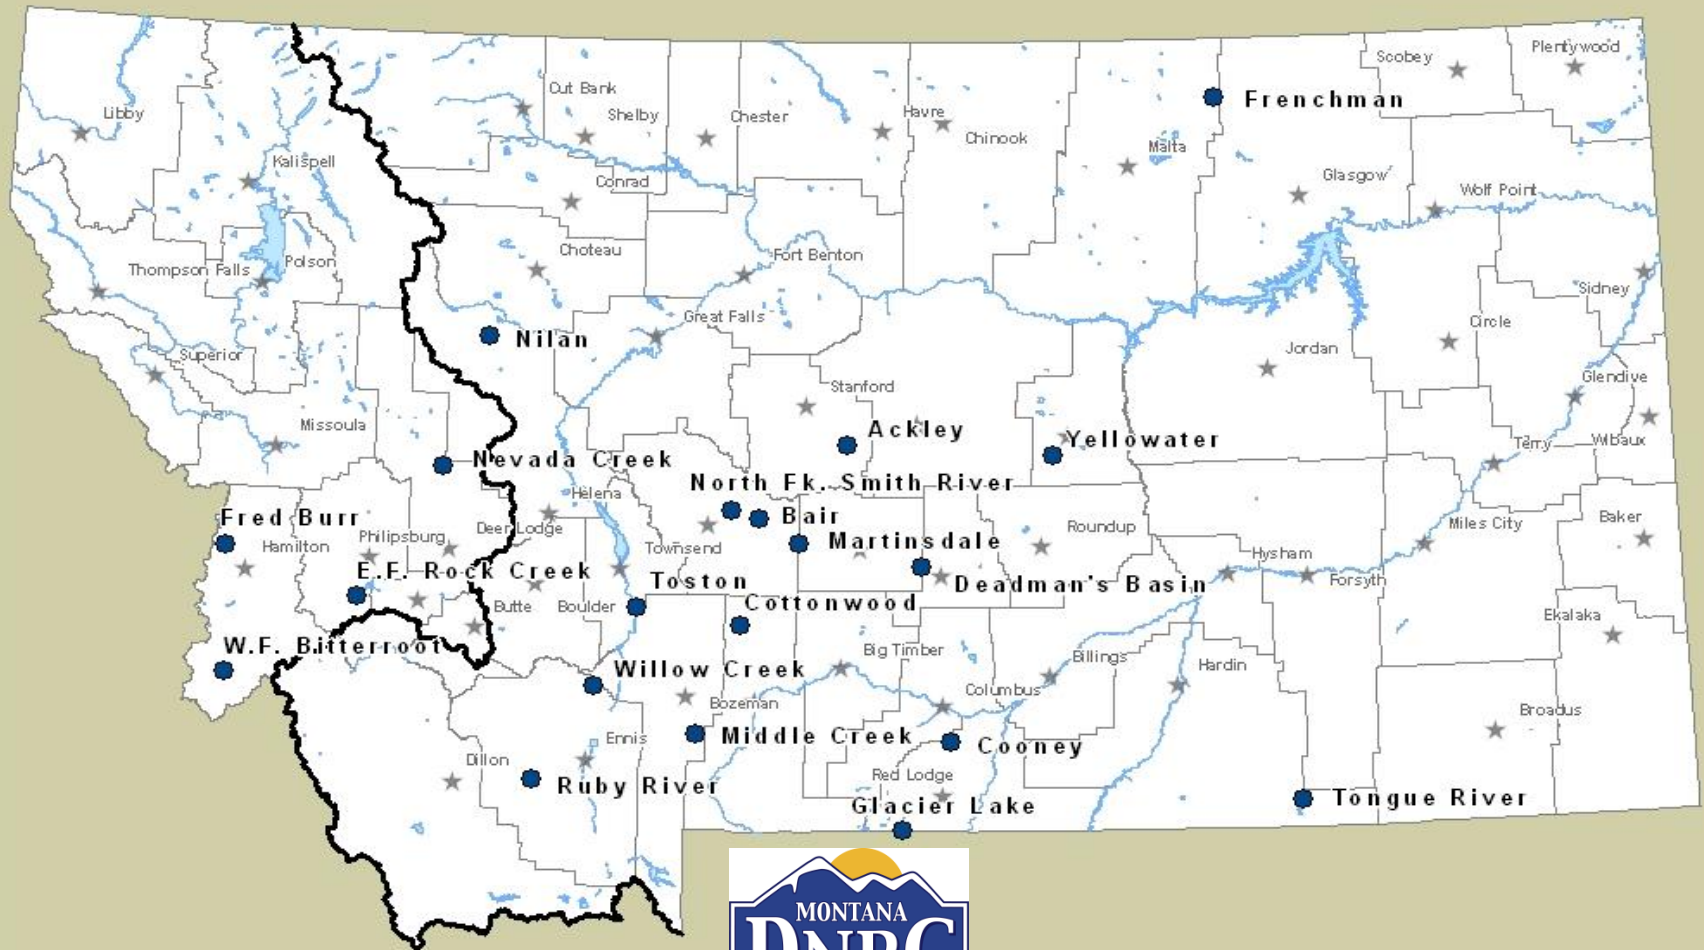 Plentywood
Scobey
Cut Bank
Frenchman
Libby
Shelby
Chester
Havre
Chinook
Malta
Kalispell
Glasgow
Conrad
Wolf Point
Choteau
Fort Benton
Polson
Thompson Falls
Sidney
Great Falls
Circle
Nilan
Jordan
Superior
Glendive
Stanford
Missoula
Ackley
Yellowater
Terry
Wibaux
Nevada Creek
North Fk. Smith River
Helena
Fred Burr
Bair
Deer Lodge
Roundup
Miles City
Baker
Philipsburg
Hamilton
Townsend
Martinsdale
Hysham
E.F. Rock Creek
Toston
Deadman's Basin
Forsyth
Butte
Boulder
Cottonwood
Ekalaka
W.F. Bitterroot
Big Timber
Billings
Hardin
Willow Creek
Columbus
Bozeman
Broadus
Ennis
Middle Creek
Cooney
Dillon
Ruby River
Red Lodge
Glacier Lake
Tongue River
MONTANA
DNRC